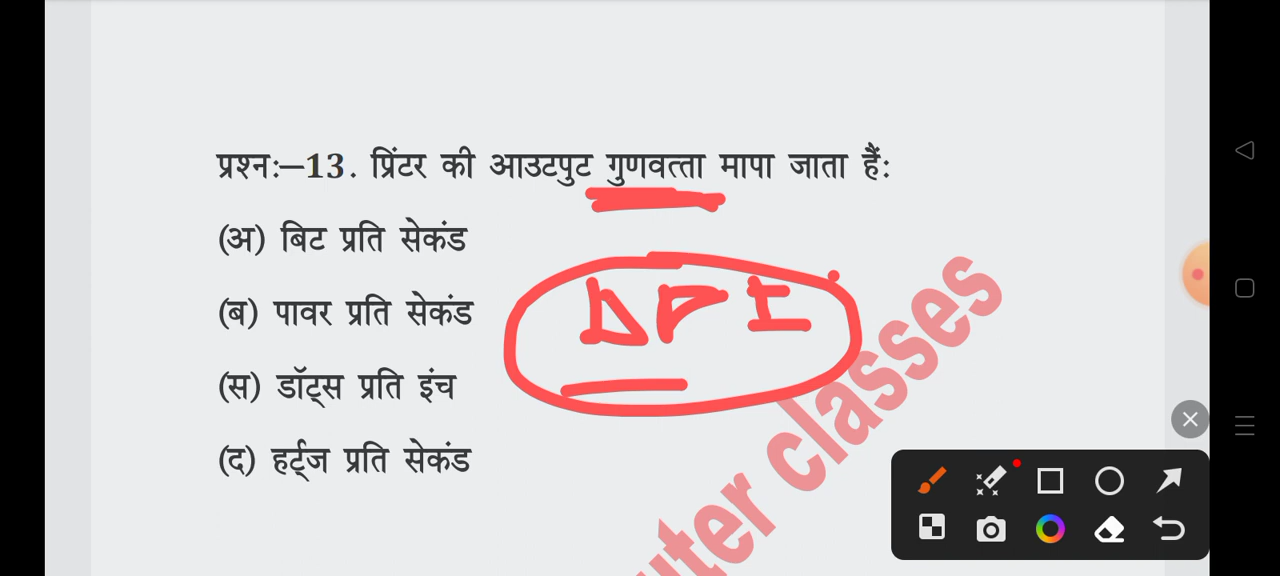 प्रश्नः–13. प्रिंटर की आउटपुट गुणवत्ता मापा जाता हैंः
(अ) बिट प्रति सेकंड
(ब) पावर प्रति सेकंड
DPI
(स) डॉट्स प्रति इंच
(द) हर्ट्ज प्रति सेकंड
uter classes